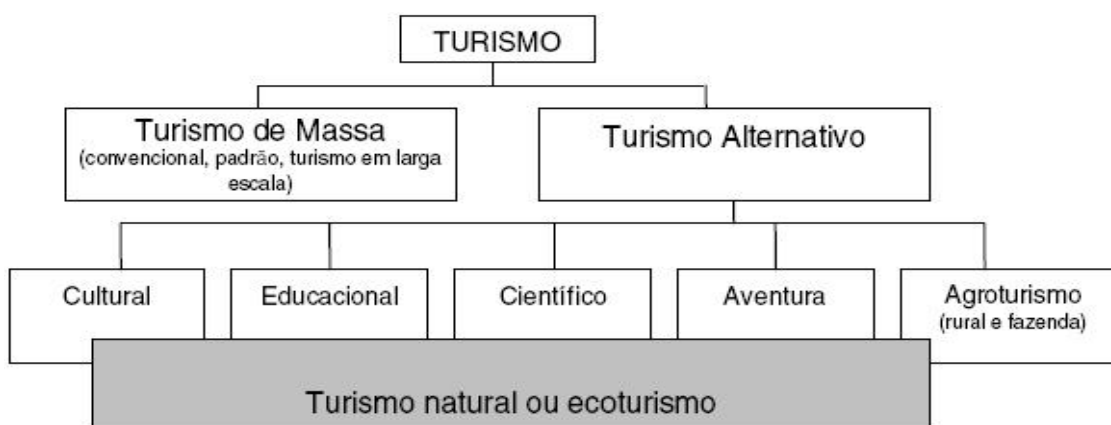 TURISMO
Turismo de Massa
(convencional, padrão, turismo em larga
escala)
Turismo Alternativo
Cultural
Educacional
Científico
Aventura
Agroturismo
(rural e fazenda)
Turismo natural ou ecoturismo